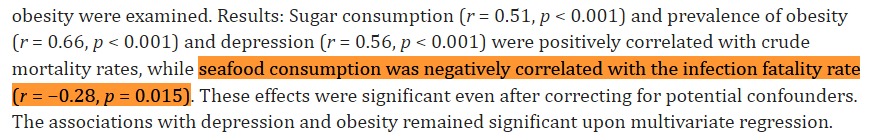 obesity were examined. Results: Sugar consumption (r = 0.51, p < 0.001) and prevalence of obesity
(r = 0.66, p < 0.001) and depression (r = 0.56, p < 0.001) were positively correlated with crude
mortality rates, while seafood consumption was negatively correlated with the infection fatality rate
(r = −0.28, p = 0.015). These effects were significant even after correcting for potential confounders.
The associations with depression and obesity remained significant upon multivariate regression.